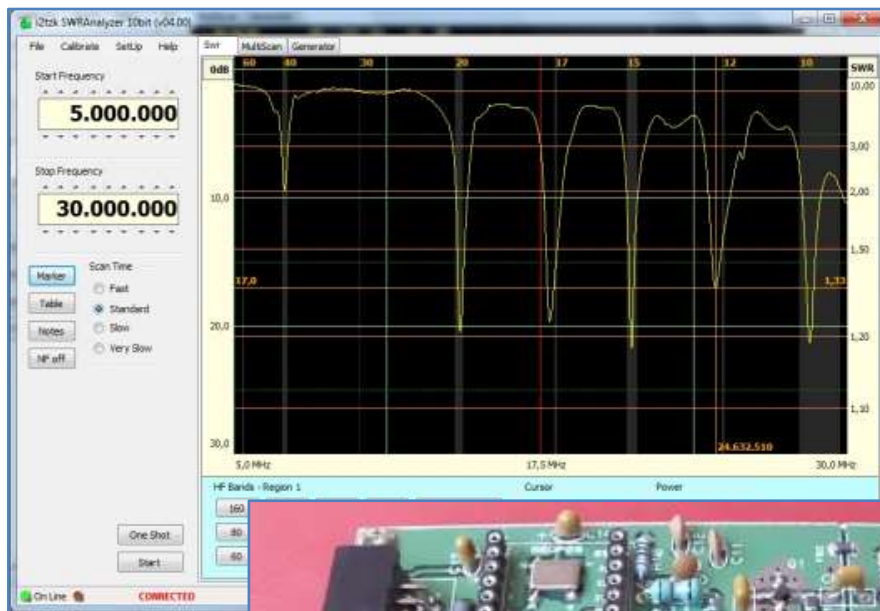 i2tzk SWRAnalyzer 10bit (v04.00)
File Calibrate SetUp Help
Swr MultiScan Generator
Start Frequency
5.000.000
Stop Frequency
30.000.000
Marker
Table
Notes
NF off
Scan Time
Fast
Standard
Slow
Very Slow
One Shot
Start
On Line CONNECTED
0dB 60 40 30 20 17 15 12 10 SWR
10,00
3,00
10,0 2,00
1,50
17,0 1,33
20,0 1,20
1,10
30,0 24.632.510
5,0 MHz 17,5 MHz 30,0 MHz
HF Bands - Region 1 Cursor Power
160
80
60